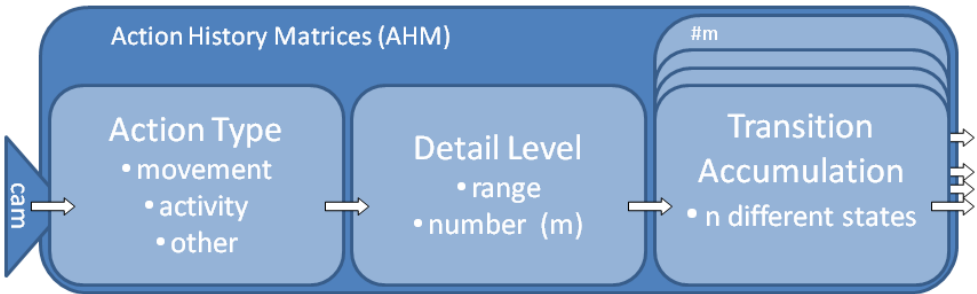 Action History Matrices (AHM)
#m
cam
Action Type
• movement
• activity
• other
Detail Level
• range
• number (m)
Transition
Accumulation
• n different states